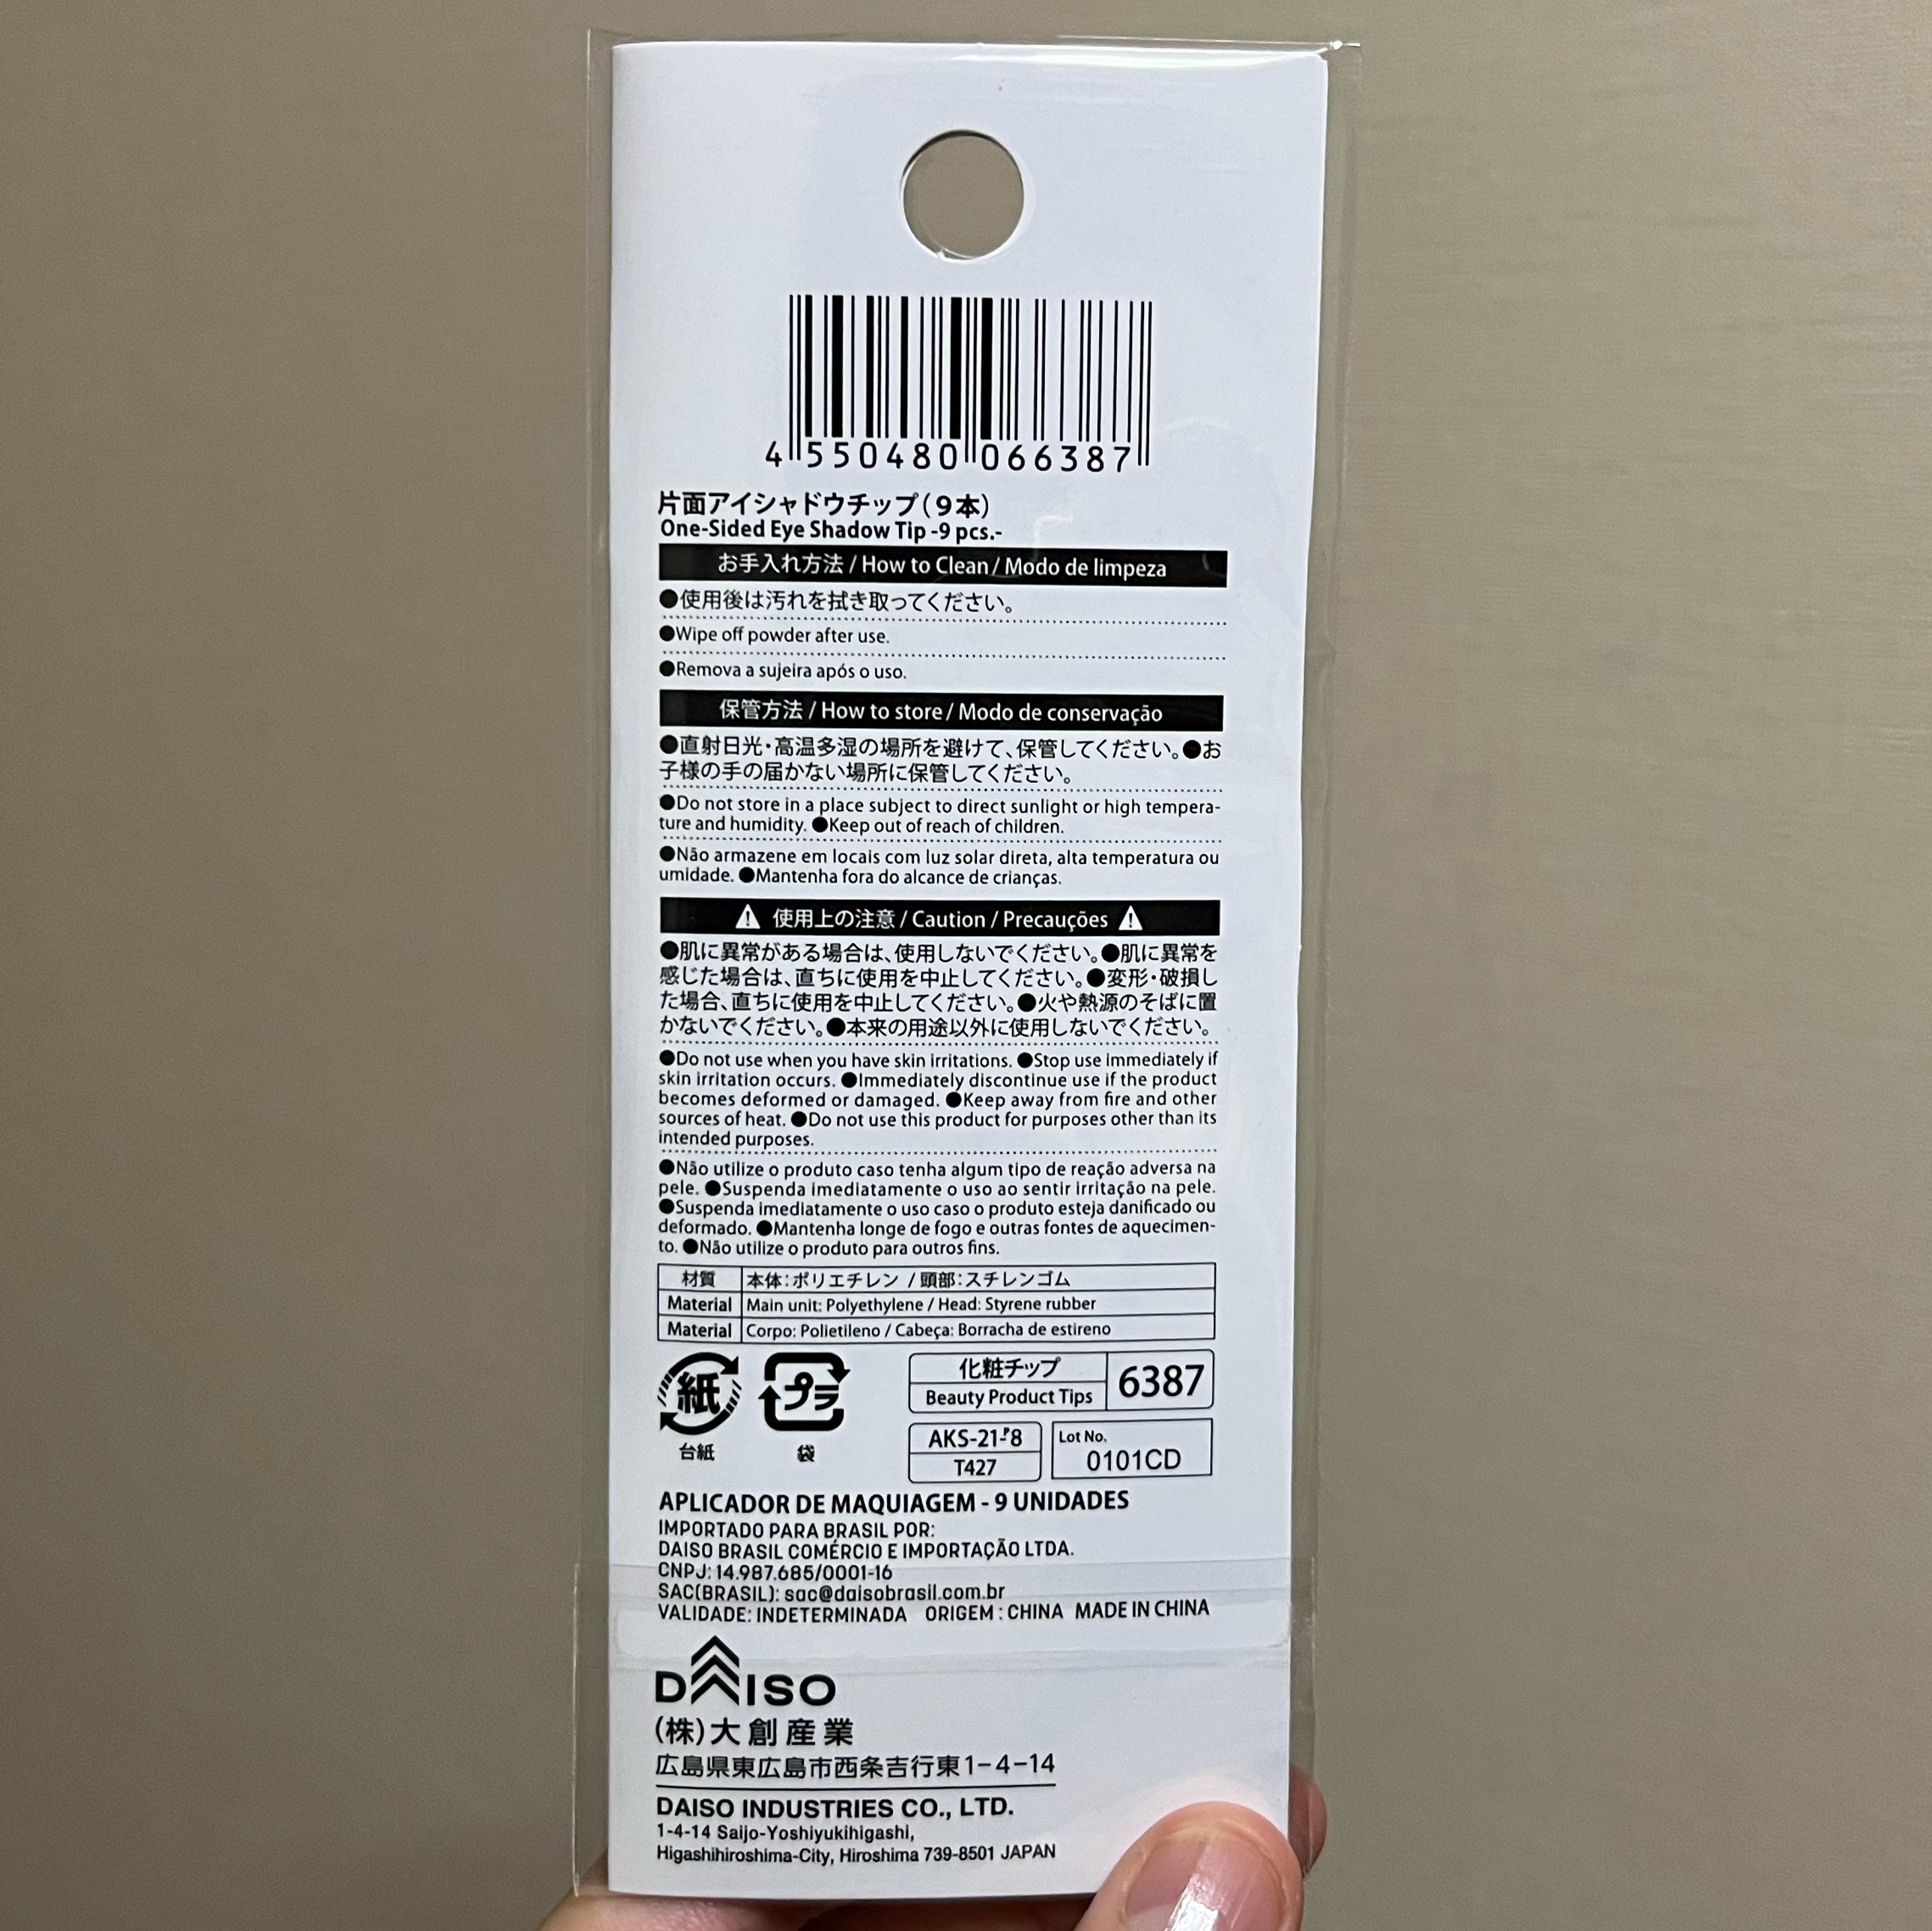 4 550480 066387
片面アイシャドウチップ(9本)
One-Sided Eye Shadow Tip -9 pcs.-
お手入れ方法 / How to Clean / Modo de limpeza
●使用後は汚れを拭き取ってください。
●Wipe off powder after use.
●Remova a sujeira após o uso.
保管方法 / How to store / Modo de conservação
●直射日光・高温多湿の場所を避けて、保管してください。●お
子様の手の届かない場所に保管してください。
●Do not store in a place subject to direct sunlight or high tempera-
ture and humidity. ●Keep out of reach of children.
●Não armazene em locais com luz solar direta, alta temperatura ou
umidade. ●Mantenha fora do alcance de crianças.
使用上の注意 / Caution / Precauções
●肌に異常がある場合は、使用しないでください。●肌に異常を
感じた場合は、直ちに使用を中止してください。●変形・破損し
た場合、直ちに使用を中止してください。●火や熱源のそばに置
かないでください。●本来の用途以外に使用しないでください。
●Do not use when you have skin irritations. ●Stop use immediately if
skin irritation occurs. ●Immediately discontinue use if the product
becomes deformed or damaged. ●Keep away from fire and other
sources of heat. ●Do not use this product for purposes other than its
intended purposes.
●Não utilize o produto caso tenha algum tipo de reação adversa na
pele. ●Suspenda imediatamente o uso ao sentir irritação na pele.
●Suspenda imediatamente o uso caso o produto esteja danificado ou
deformado. ●Mantenha longe de fogo e outras fontes de aquecimen-
to. ●Não utilize o produto para outros fins.
材質 本体:ポリエチレン / 頭部:スチレンゴム
Material Main unit: Polyethylene / Head: Styrene rubber
Material Corpo: Polietileno / Cabeça: Borracha de estireno
紙 プラ
台紙 袋
化粧チップ
Beauty Product Tips
6387
T427
Lot No.
0101CD
APLICADOR DE MAQUIAGEM - 9 UNIDADES
IMPORTADO PARA BRASIL POR:
DAISO BRASIL COMÉRCIO E IMPORTAÇÃO LTDA.
CNPJ: 14.987.685/0001-16
SAC(BRASIL): sac@daisobrasil.com.br
VALIDADE: INDETERMINADA ORIGEM : CHINA MADE IN CHINA
DAISO
(株)大創産業
広島県東広島市西条吉行東1-4-14
DAISO INDUSTRIES CO., LTD.
1-4-14 Saijo-Yoshiyukihigashi,
Higashihiroshima-City, Hiroshima 739-8501 JAPAN